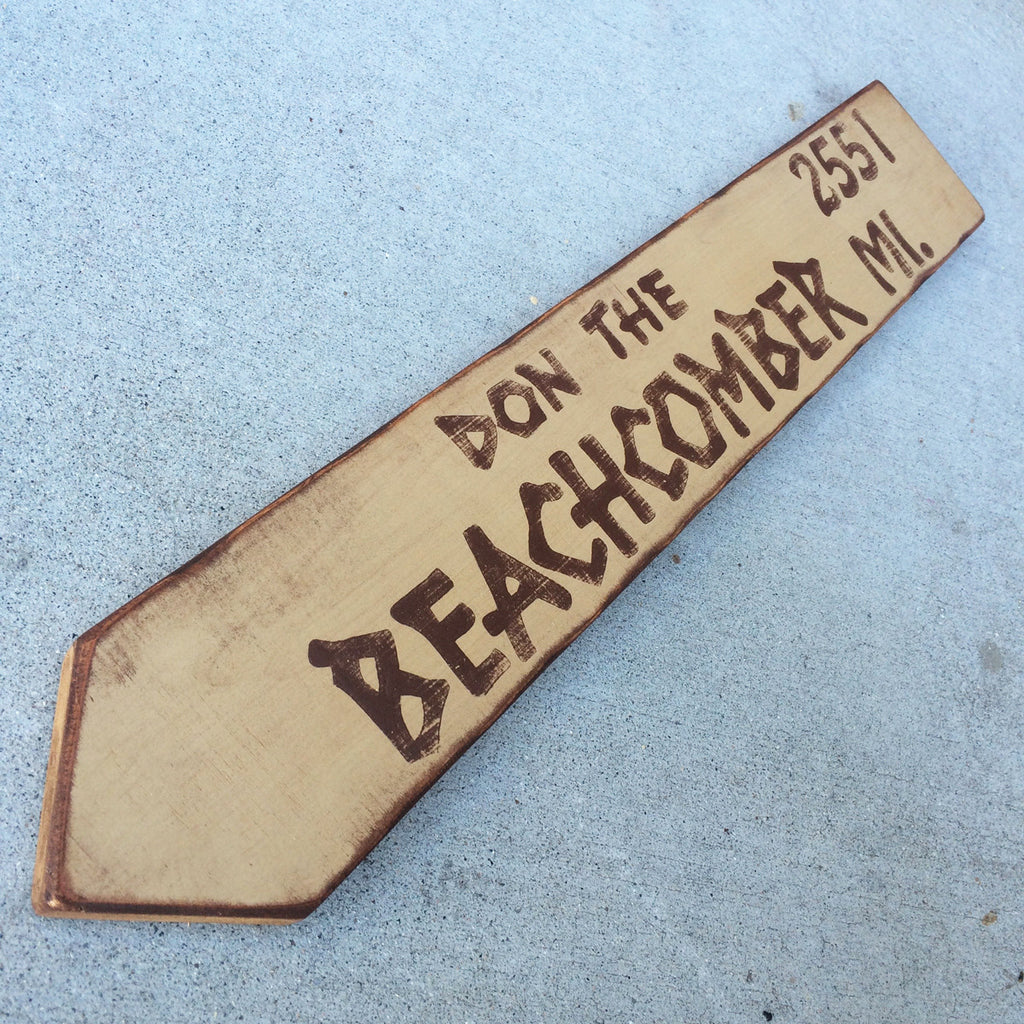 DON THE
BEACHCOMBER
2551
MI.